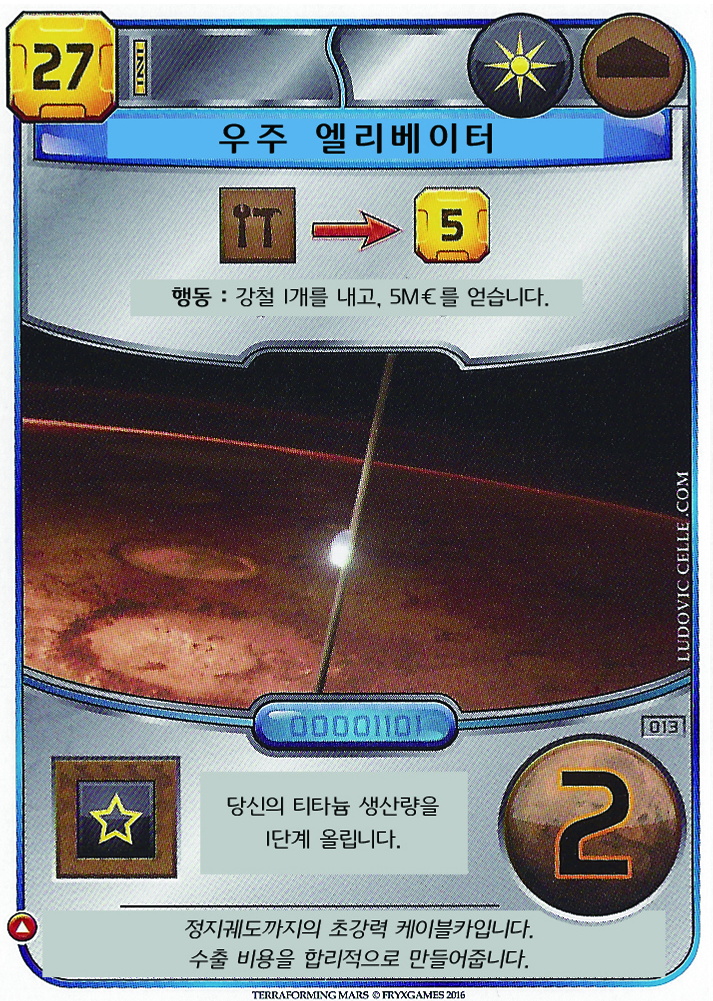 27
우주 엘리베이터
5
행동 : 강철 1개를 내고, 5M€를 얻습니다.
LUDOVIC CELLE.COM
00001101
013
당신의 티타늄 생산량을
1단계 올립니다.
2
정지궤도까지의 초강력 케이블카입니다.
수출 비용을 합리적으로 만들어줍니다.
TERRAFORMING MARS © FRYXGAMES 2016